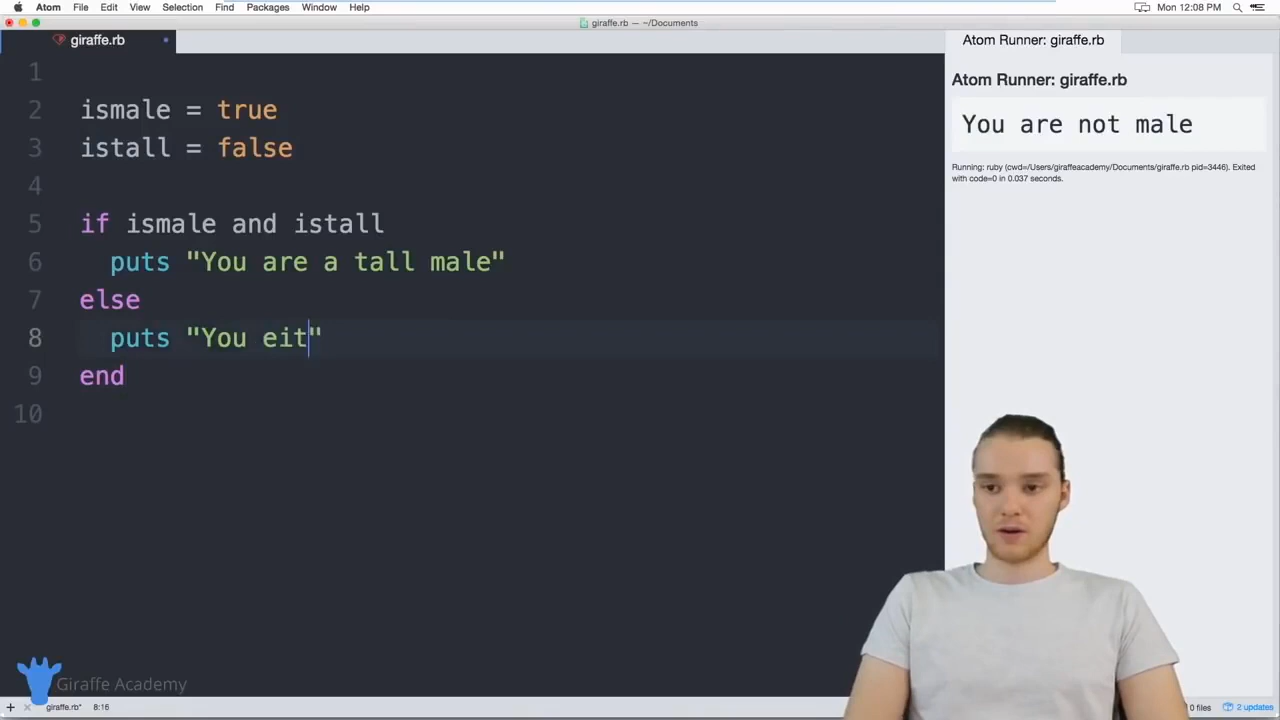 Atom File Edit View Selection Find Packages Window Help Mon 12:08 PM
giraffe.rb — ~/Documents
giraffe.rb
Atom Runner: giraffe.rb
1
2 ismale = true
3 istall = false
4
5 if ismale and istall
6 puts "You are a tall male"
7 else
8 puts "You eit"
9 end
10
Atom Runner: giraffe.rb
You are not male
Running: ruby (cwd=/Users/giraffeacademy/Documents/giraffe.rb pid=3446). Exited
with code=0 in 0.037 seconds.
Giraffe Academy
giraffe.rb* 8:16
0 files 2 updates